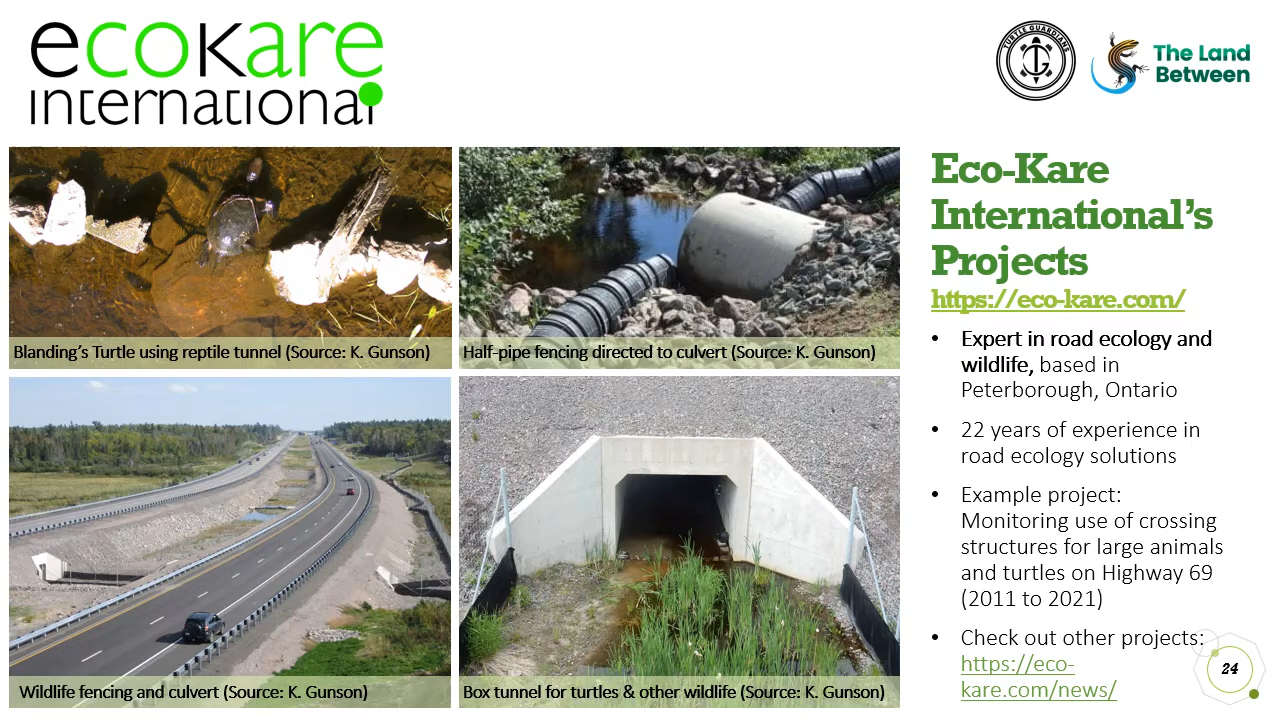 ecokare
international
TURTLE GUARDIANS
The Land
Between
Blanding's Turtle using reptile tunnel (Source: K. Gunson)
Half-pipe fencing directed to culvert (Source: K. Gunson)
Wildlife fencing and culvert (Source: K. Gunson)
Box tunnel for turtles & other wildlife (Source: K. Gunson)
Eco-Kare
International's
Projects
https://eco-kare.com/
• Expert in road ecology and
wildlife, based in
Peterborough, Ontario
• 22 years of experience in
road ecology solutions
• Example project:
Monitoring use of crossing
structures for large animals
and turtles on Highway 69
(2011 to 2021)
• Check out other projects:
https://eco-
kare.com/news/
24